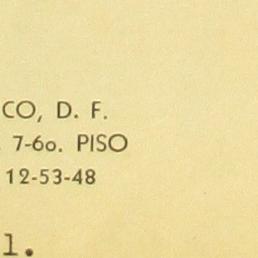 CO, D. F.
7-6o. PISO
12-53-48
l.